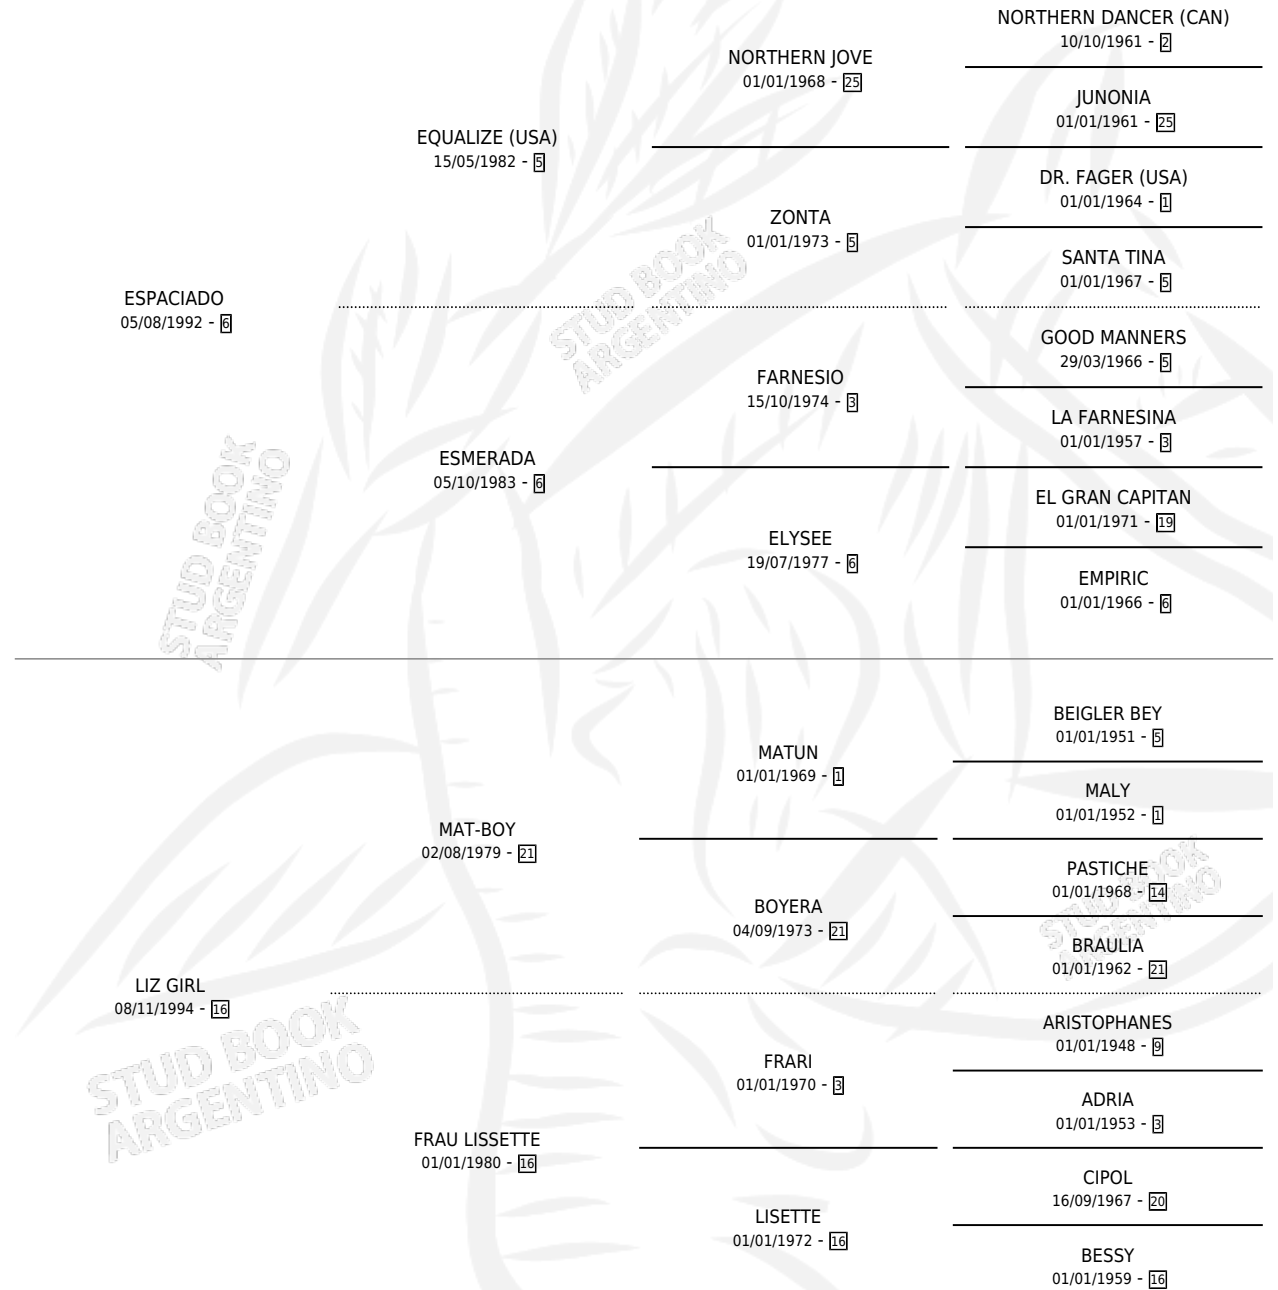 NORTHERN DANCER (CAN)
10/10/1961 - 2
NORTHERN JOVE
01/01/1968 - 25
JUNONIA
01/01/1961 - 25
EQUALIZE (USA)
15/05/1982 - 5
DR. FAGER (USA)
01/01/1964 - 1
ZONTA
01/01/1973 - 5
SANTA TINA
01/01/1967 - 5
ESPACIADO
05/08/1992 - 6
STUD BOOK
ARGENTINO
GOOD MANNERS
29/03/1966 - 5
FARNESIO
15/10/1974 - 3
LA FARNESINA
01/01/1957 - 3
ESMERADA
05/10/1983 - 6
STUD BOOK
ARGENTINO
EL GRAN CAPITAN
01/01/1971 - 19
ELYSEE
19/07/1977 - 6
EMPIRIC
01/01/1966 - 6
BEIGLER BEY
01/01/1951 - 5
MATUN
01/01/1969 - 1
MALY
01/01/1952 - 1
MAT-BOY
02/08/1979 - 21
PASTICHE
01/01/1968 - 14
STUD BOOK
ARGENTINO
BOYERA
04/09/1973 - 21
BRAULIA
01/01/1962 - 21
LIZ GIRL
08/11/1994 - 16
STUD BOOK
ARGENTINO
ARISTOPHANES
01/01/1948 - 9
FRARI
01/01/1970 - 3
ADRIA
01/01/1953 - 3
FRAU LISSETTE
01/01/1980 - 16
CIPOL
16/09/1967 - 20
LISETTE
01/01/1972 - 16
BESSY
01/01/1959 - 16